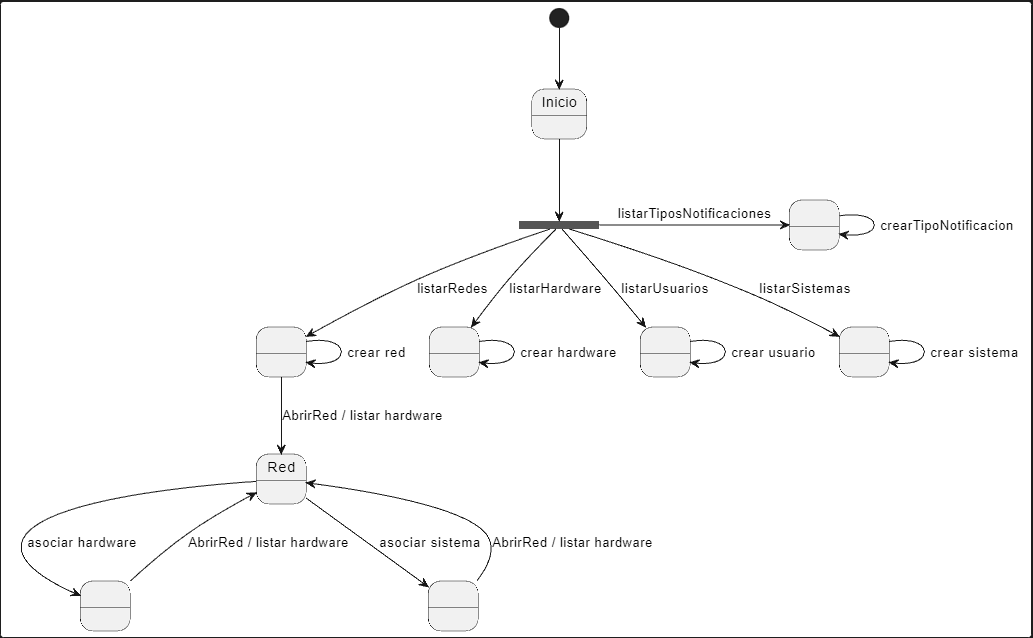 Inicio
listarTiposNotificaciones
crearTipoNotificacion
listarRedes
listarHardware
listarUsuarios
listarSistemas
crear red
crear hardware
crear usuario
crear sistema
AbrirRed / listar hardware
Red
asociar hardware
AbrirRed / listar hardware
asociar sistema
AbrirRed / listar hardware